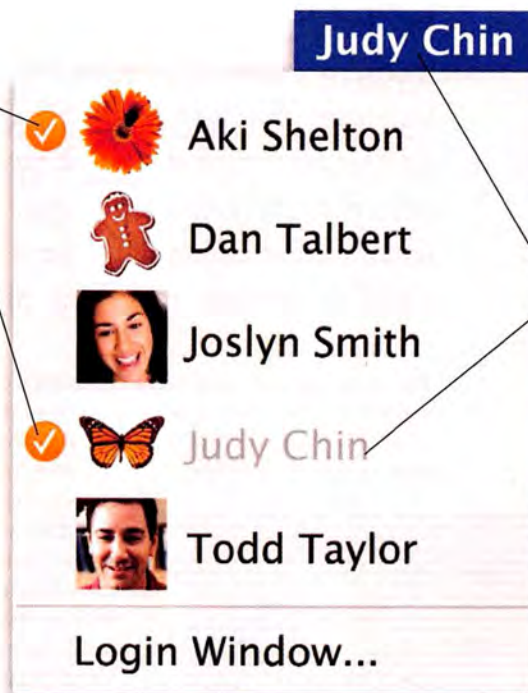 Judy Chin
Aki Shelton
Dan Talbert
Joslyn Smith
Judy Chin
Todd Taylor
Login Window...